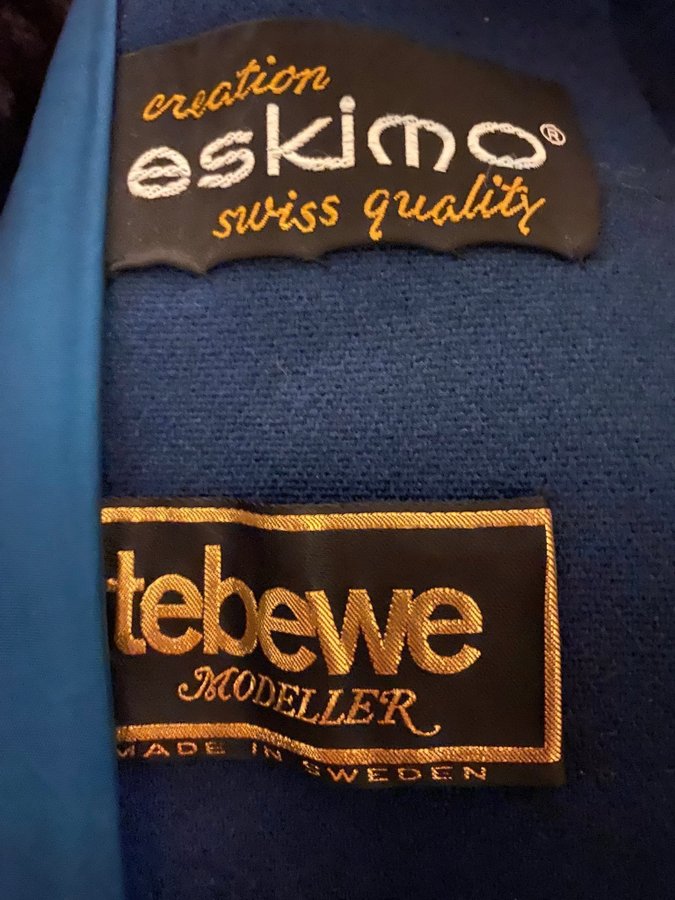 creation
eskimo®
swiss quality
tebewe
MODELLER
MADE IN SWEDEN